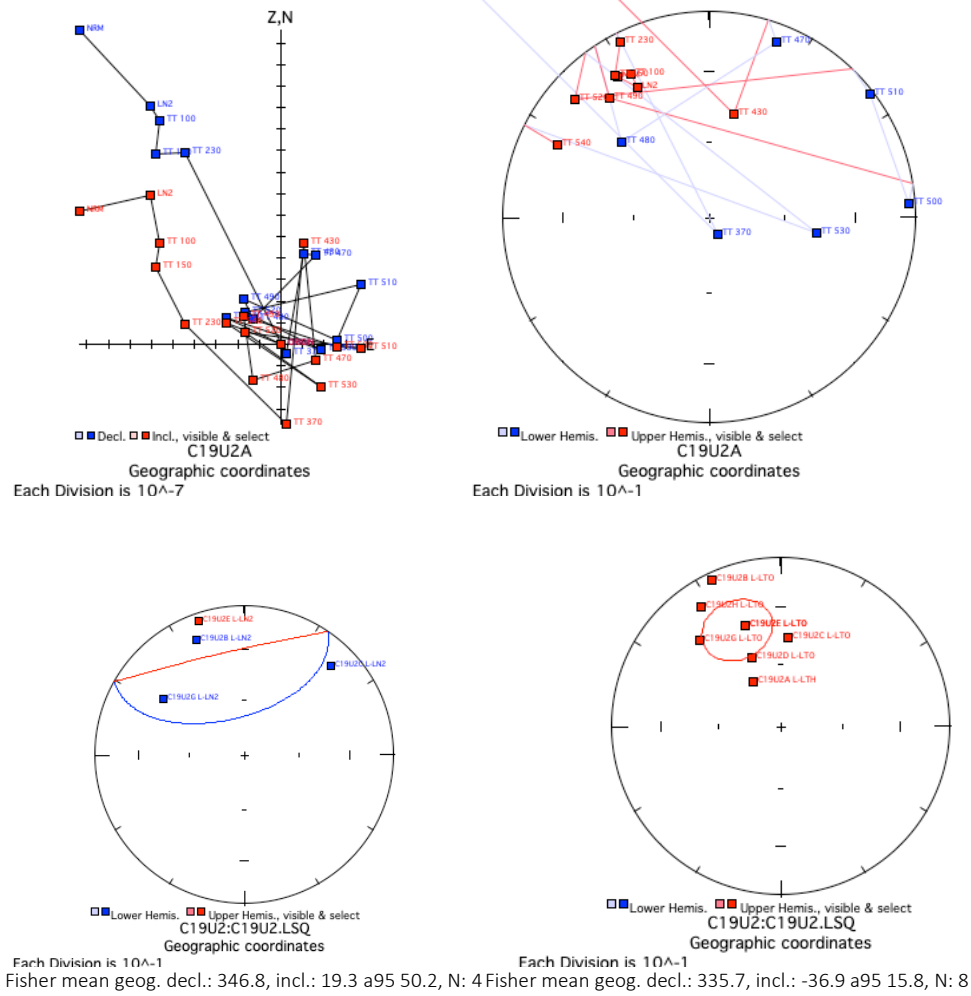 Z,N
NRM
LN2
TT 100
TT 230
LN2
NRM
TT 100
TT 150
TT 230
TT 430
TT 480
TT 470
TT 510
TT 490
TT 500
E
TT 510
TT 470
TT 530
TT 370
Decl. Incl., visible & select
C19U2A
Geographic coordinates
Each Division is 10^-7
TT 230
TT 470
TT 100
LN2
TT 510
TT 520
TT 490
TT 430
TT 480
TT 540
TT 500
TT 370
TT 530
Lower Hemis. Upper Hemis., visible & select
C19U2A
Geographic coordinates
Each Division is 10^-1
C19U2E L-LN2
C19U2B L-LN2
C19U2C L-LN2
C19U2G L-LN2
Lower Hemis. Upper Hemis., visible & select
C19U2:C19U2.LSQ
Geographic coordinates
Each Division is 10^-1
C19U2B L-LTO
C19U2H L-LTO
C19U2E L-LTO
C19U2G L-LTO
C19U2C L-LTO
C19U2D L-LTO
C19U2A L-LTH
Lower Hemis. Upper Hemis., visible & select
C19U2:C19U2.LSQ
Geographic coordinates
Each Division is 10^-1
Fisher mean geog. decl.: 346.8, incl.: 19.3 a95 50.2, N: 4
Fisher mean geog. decl.: 335.7, incl.: -36.9 a95 15.8, N: 8